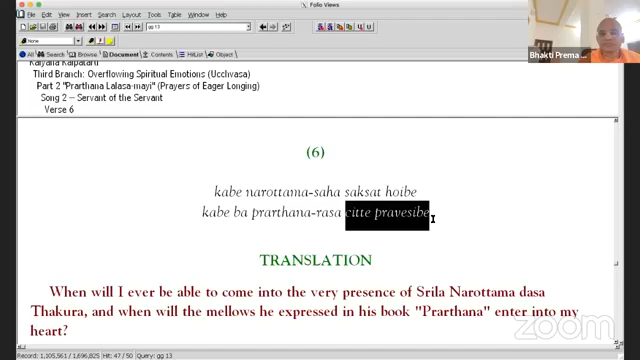 Folio Views
File Edit View Search Layout Tools Window Help
gg 13
None
All Search Browse Document Contents HitList Object
Kalyana Kalpataru
Third Branch: Overflowing Spiritual Emotions (Ucchvasa)
Part 2 "Prarthana Lalasa-mayi" (Prayers of Eager Longing)
Song 2 – Servant of the Servant
Verse 6
(6)
kabe narottama-saha saksat hoibe
kabe ba prarthana-rasa citte pravesibe
TRANSLATION
When will I ever be able to come into the very presence of Srila Narottama dasa
Thakura, and when will the mellows he expressed in his book "Prarthana" enter into my
heart?
Record: 1,105,561 / 1,696,825 Hit: 47/50 Query: gg 13
Bhakti Prema ...
zoom